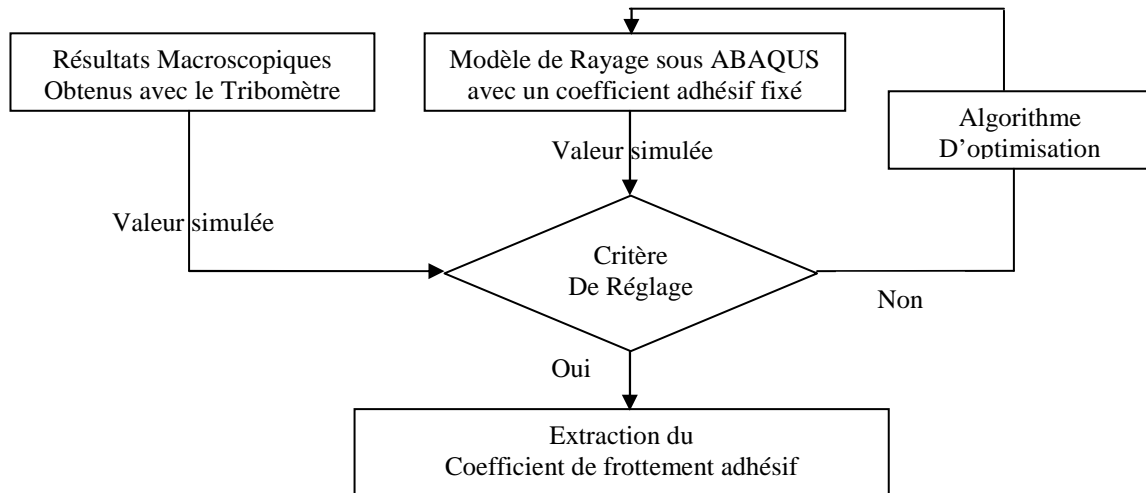 Résultats Macroscopiques
Obtenus avec le Tribomètre
Modèle de Rayage sous ABAQUS
avec un coefficient adhésif fixé
Algorithme
D'optimisation
Valeur simulée
Valeur simulée
Critère
De Réglage
Non
Oui
Extraction du
Coefficient de frottement adhésif